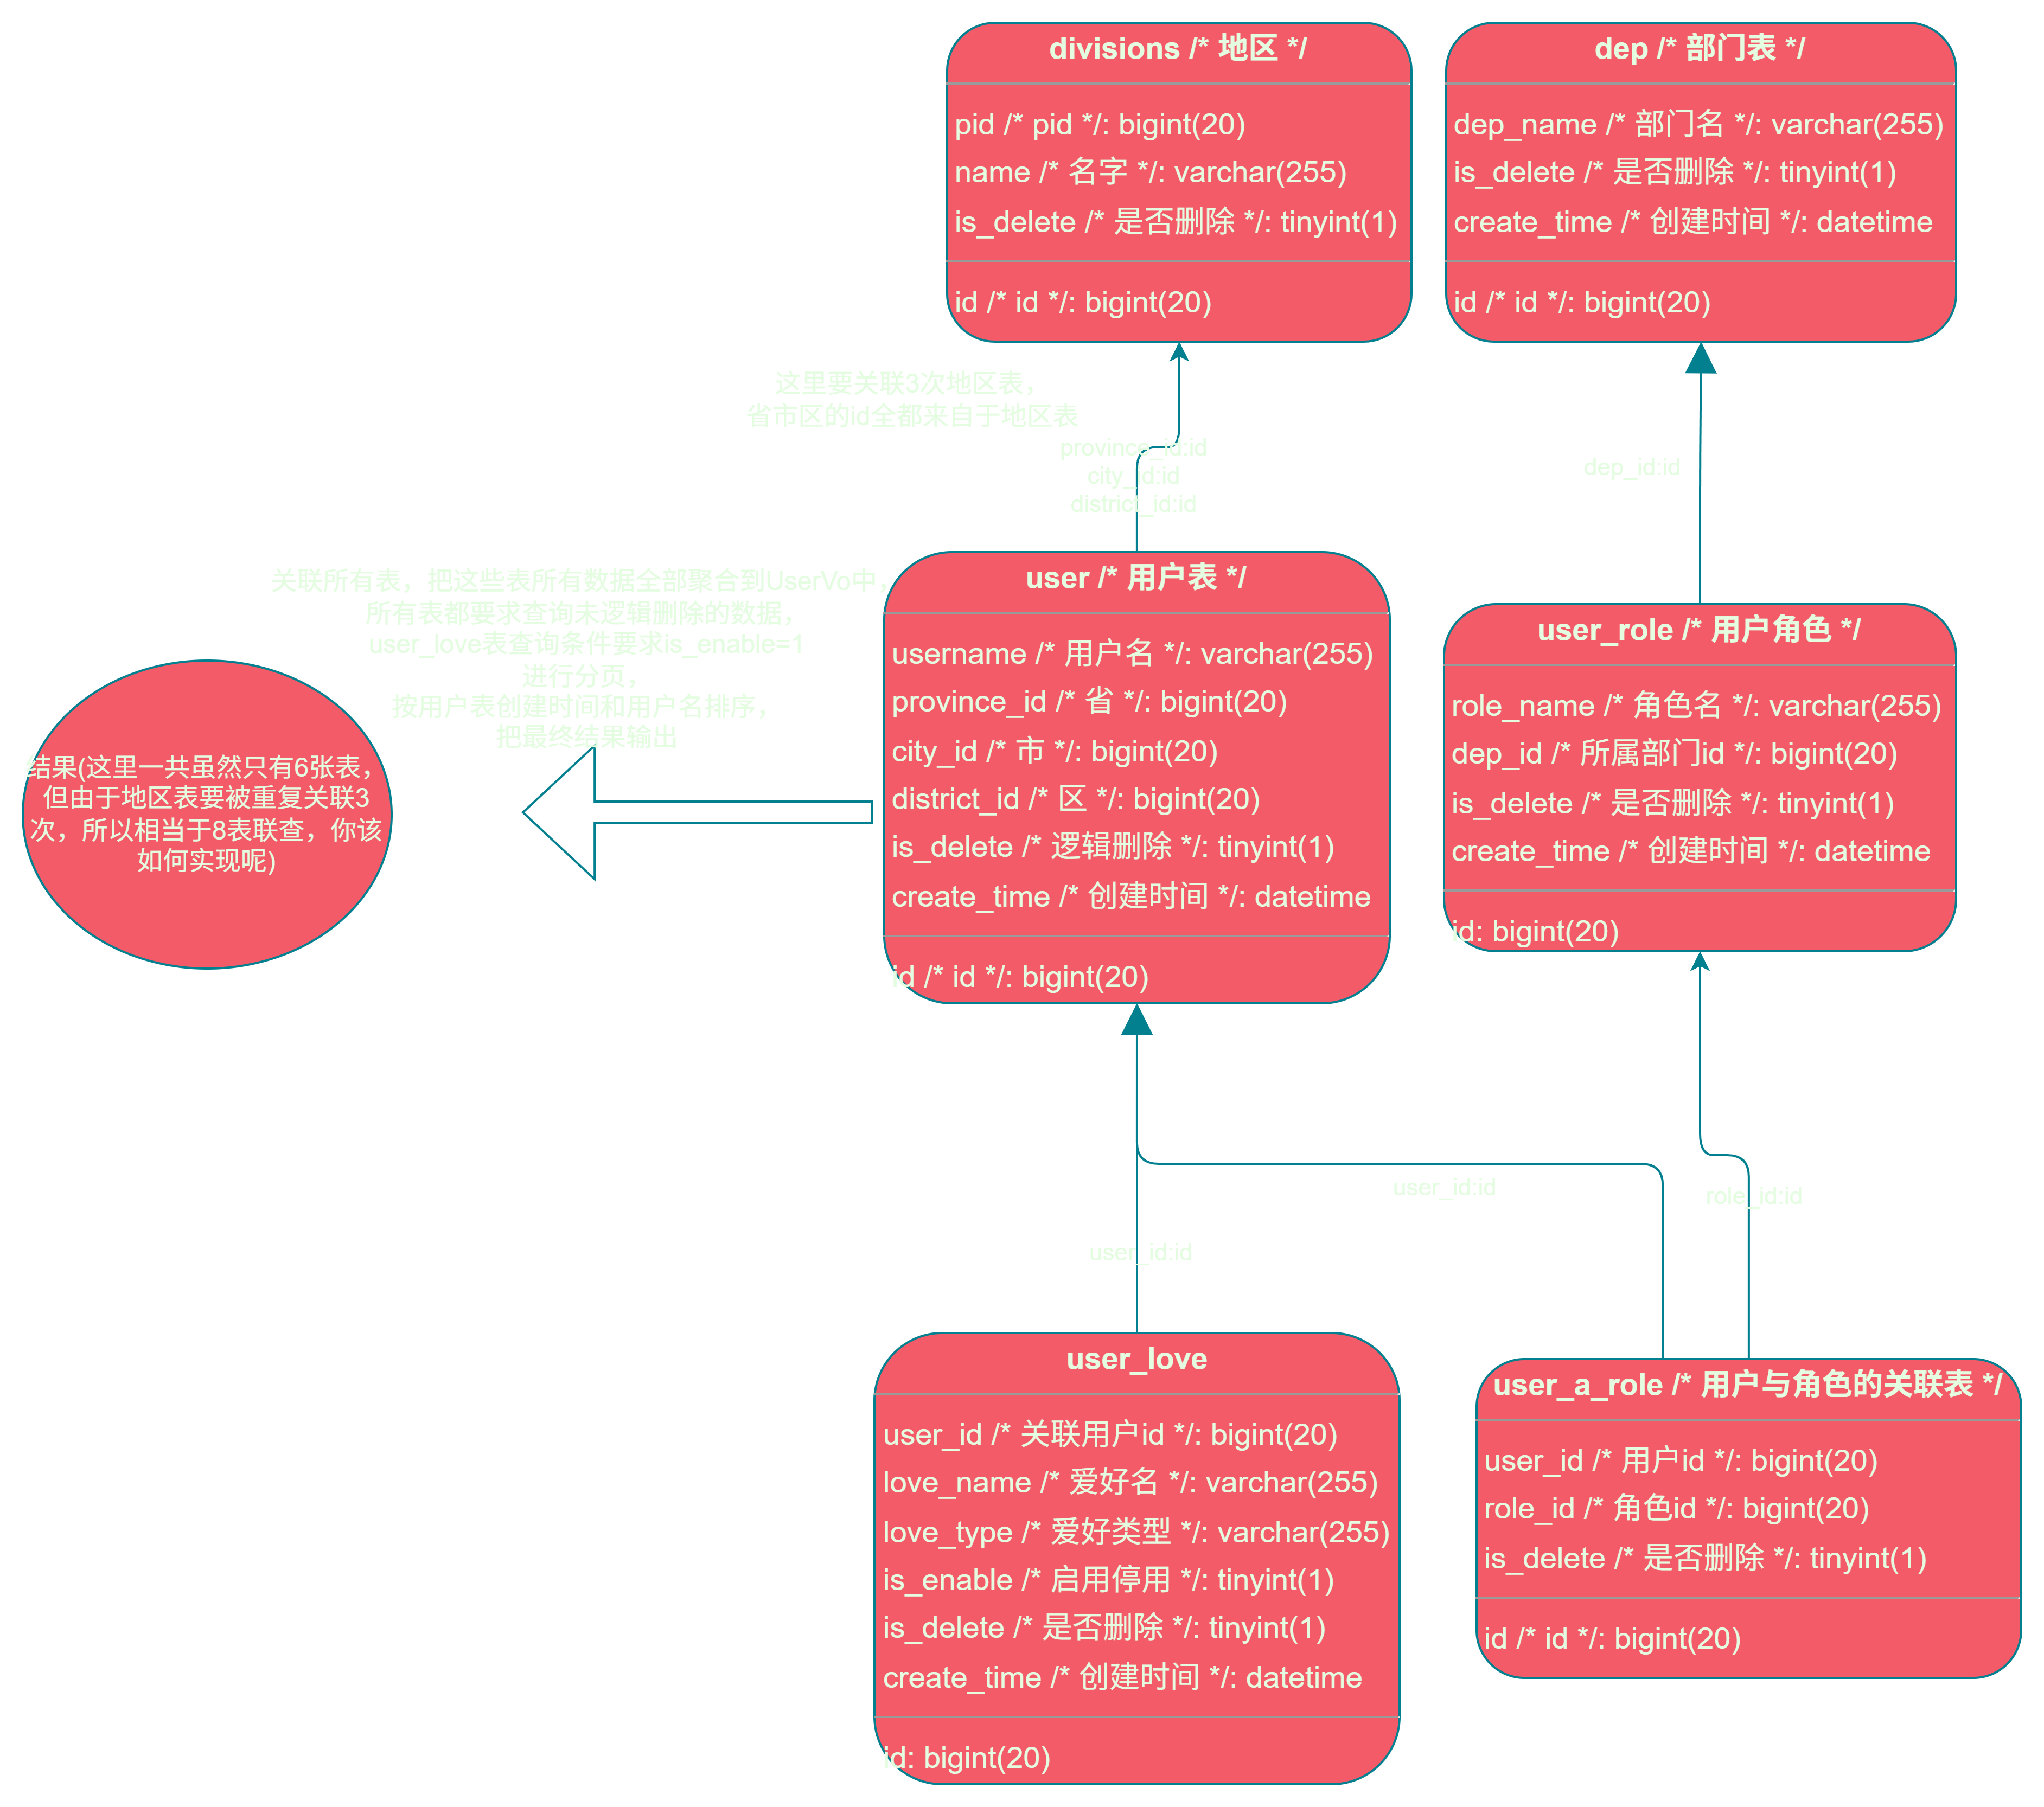 divisions /* 地区 */
pid /* pid */: bigint(20)
name /* 名字 */: varchar(255)
is_delete /* 是否删除 */: tinyint(1)
id /* id */: bigint(20)
dep /* 部门表 */
dep_name /* 部门名 */: varchar(255)
is_delete /* 是否删除 */: tinyint(1)
create_time /* 创建时间 */: datetime
id /* id */: bigint(20)
这里要关联3次地区表，
省市区的id全都来自于地区表
province_id:id
city_id:id
district_id:id
dep_id:id
关联所有表，把这些表所有数据全部聚合到UserVo中，
所有表都要求查询未逻辑删除的数据，
user_love表查询条件要求is_enable=1
进行分页，
按用户表创建时间和用户名排序，
把最终结果输出
结果(这里一共虽然只有6张表，
但由于地区表要被重复关联3
次，所以相当于8表联查，你该
如何实现呢)
user /* 用户表 */
username /* 用户名 */: varchar(255)
province_id /* 省 */: bigint(20)
city_id /* 市 */: bigint(20)
district_id /* 区 */: bigint(20)
is_delete /* 逻辑删除 */: tinyint(1)
create_time /* 创建时间 */: datetime
id /* id */: bigint(20)
user_role /* 用户角色 */
role_name /* 角色名 */: varchar(255)
dep_id /* 所属部门id */: bigint(20)
is_delete /* 是否删除 */: tinyint(1)
create_time /* 创建时间 */: datetime
id: bigint(20)
user_id:id
role_id:id
user_id:id
user_love
user_id /* 关联用户id */: bigint(20)
love_name /* 爱好名 */: varchar(255)
love_type /* 爱好类型 */: varchar(255)
is_enable /* 启用停用 */: tinyint(1)
is_delete /* 是否删除 */: tinyint(1)
create_time /* 创建时间 */: datetime
id: bigint(20)
user_a_role /* 用户与角色的关联表 */
user_id /* 用户id */: bigint(20)
role_id /* 角色id */: bigint(20)
is_delete /* 是否删除 */: tinyint(1)
id /* id */: bigint(20)